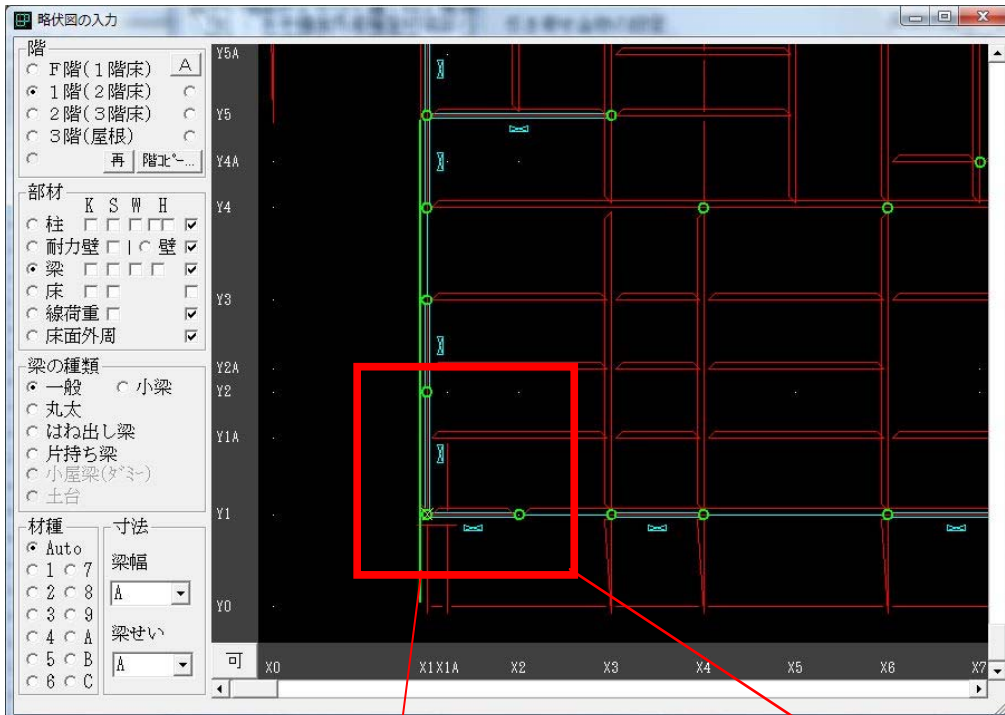 略伏図の入力
階
F階(1階床) A
1階(2階床)
2階(3階床)
3階(屋根)
再 階ｺﾋﾟｰ...
部材
K S W H
柱
耐力壁 | 壁
梁
床
線荷重
床面外周
梁の種類
一般 小梁
丸太
はね出し梁
片持ち梁
小屋梁(ﾀﾞﾐｰ)
土台
材種
Auto
1 7
2 8
3 9
4 A
5 B
6 C
寸法
梁幅
A
梁せい
A
Y5A
Y5
Y4A
Y4
Y3
Y2A
Y2
Y1A
Y1
Y0
可 X0 X1 X1A X2 X3 X4 X5 X6 X7